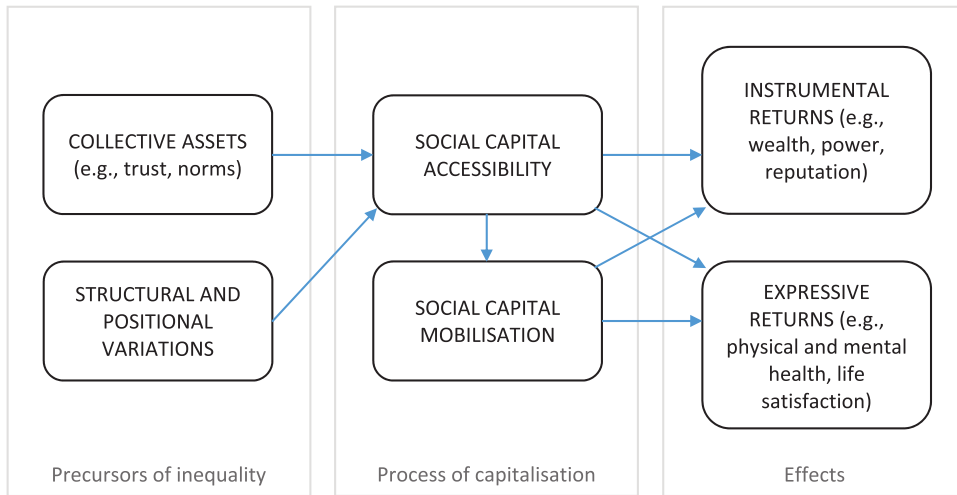 COLLECTIVE ASSETS
(e.g., trust, norms)
STRUCTURAL AND
POSITIONAL
VARIATIONS
Precursors of inequality
SOCIAL CAPITAL
ACCESSIBILITY
SOCIAL CAPITAL
MOBILISATION
Process of capitalisation
INSTRUMENTAL
RETURNS (e.g.,
wealth, power,
reputation)
EXPRESSIVE
RETURNS (e.g.,
physical and mental
health, life
satisfaction)
Effects